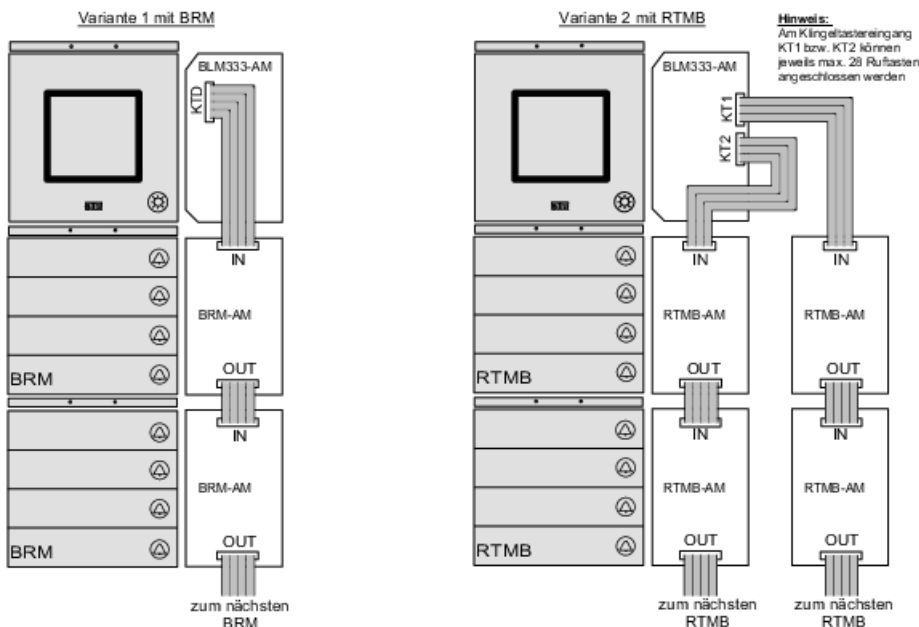 Variante 1 mit BRM
BLM333-AM
KTD
IN
BRM-AM
BRM
OUT
IN
BRM-AM
BRM
OUT
zum nächsten
BRM
Variante 2 mit RTMB
Hinweis:
Am Klingeltastereingang
KT1 bzw. KT2 können
jeweils max. 28 Ruftasten
angeschlossen werden
BLM333-AM
KT1
KT2
IN
IN
RTMB-AM
RTMB-AM
RTMB
OUT
OUT
IN
IN
RTMB-AM
RTMB-AM
RTMB
OUT
OUT
zum nächsten
RTMB
zum nächsten
RTMB